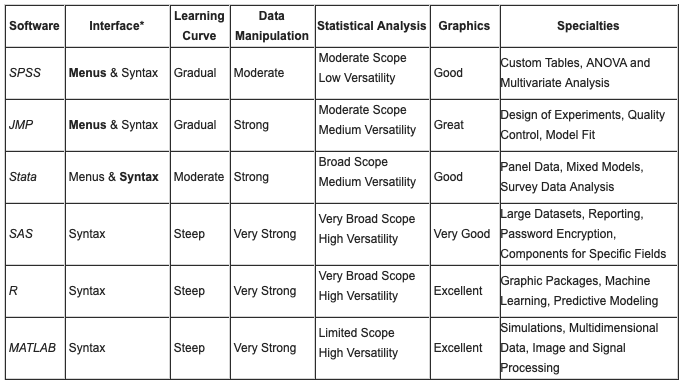 Software Interface* Learning Curve Data Manipulation Statistical Analysis Graphics Specialties
SPSS Menus & Syntax Gradual Moderate Moderate Scope Low Versatility Good Custom Tables, ANOVA and Multivariate Analysis
JMP Menus & Syntax Gradual Strong Moderate Scope Medium Versatility Great Design of Experiments, Quality Control, Model Fit
Stata Menus & Syntax Moderate Strong Broad Scope Medium Versatility Good Panel Data, Mixed Models, Survey Data Analysis
SAS Syntax Steep Very Strong Very Broad Scope High Versatility Very Good Large Datasets, Reporting, Password Encryption, Components for Specific Fields
R Syntax Steep Very Strong Very Broad Scope High Versatility Excellent Graphic Packages, Machine Learning, Predictive Modeling
MATLAB Syntax Steep Very Strong Limited Scope High Versatility Excellent Simulations, Multidimensional Data, Image and Signal Processing